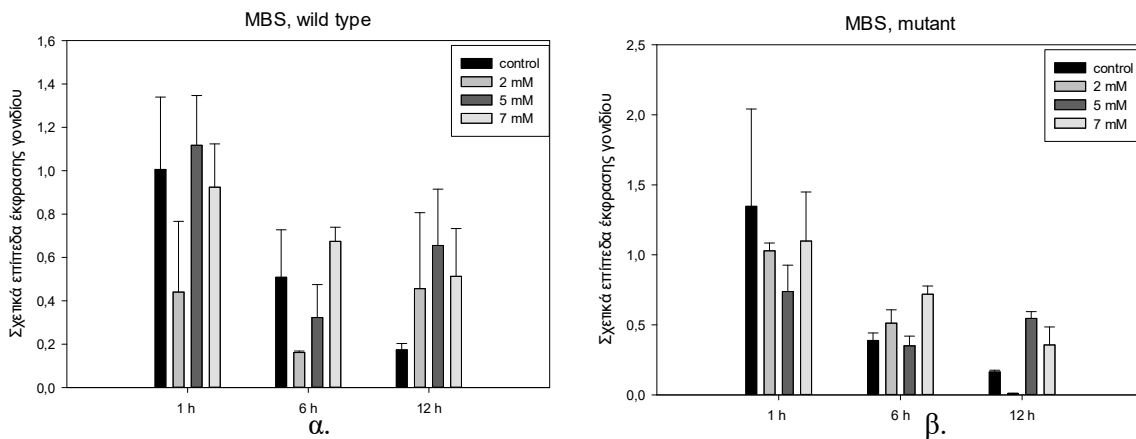 MBS, wild type
Σχετικά επίπεδα έκφρασης γονιδίου
1,6
1,4
1,2
1,0
0,8
0,6
0,4
0,2
0,0
control
2 mM
5 mM
7 mM
1 h
6 h
12 h
α.
MBS, mutant
Σχετικά επίπεδα έκφρασης γονιδίου
2,5
2,0
1,5
1,0
0,5
0,0
control
2 mM
5 mM
7 mM
1 h
6 h
12 h
β.